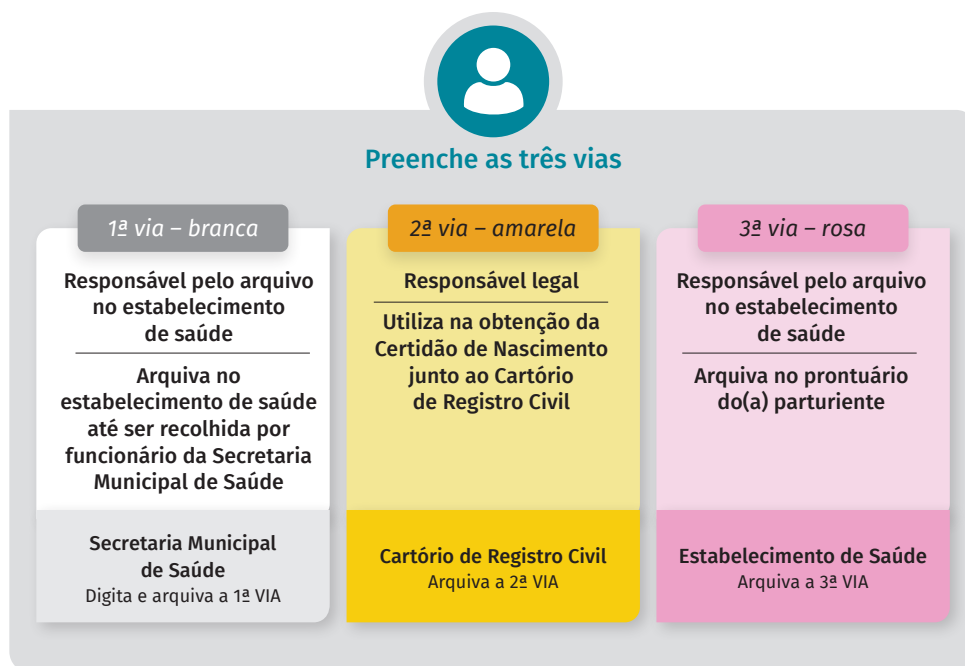 Preenche as três vias
1ª via – branca
Responsável pelo arquivo
no estabelecimento
de saúde
Arquiva no
estabelecimento de saúde
até ser recolhida por
funcionário da Secretaria
Municipal de Saúde
Secretaria Municipal
de Saúde
Digita e arquiva a 1ª VIA
2ª via – amarela
Responsável legal
Utiliza na obtenção da
Certidão de Nascimento
junto ao Cartório
de Registro Civil
Cartório de Registro Civil
Arquiva a 2ª VIA
3ª via – rosa
Responsável pelo arquivo
no estabelecimento
de saúde
Arquiva no prontuário
do(a) parturiente
Estabelecimento de Saúde
Arquiva a 3ª VIA